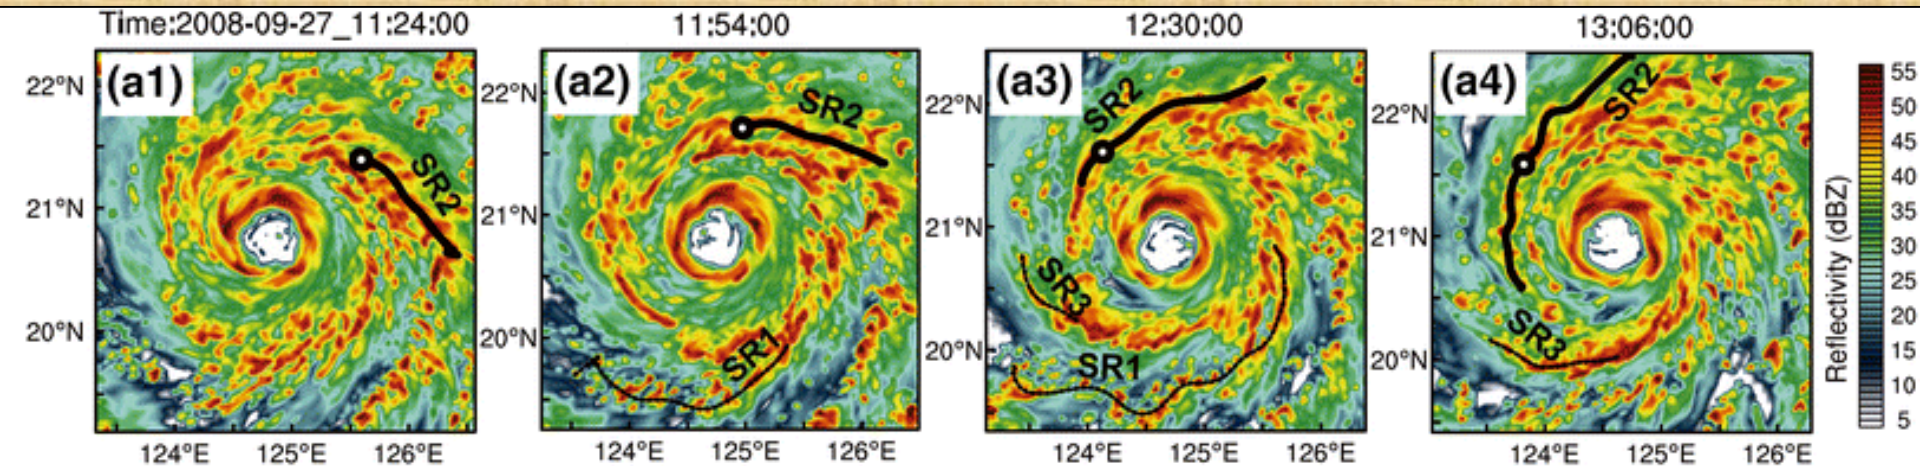 Time:2008-09-27_11:24:00
11:54:00
12:30:00
13:06:00
(a1)
(a2)
(a3)
(a4)
SR2
SR2
SR2
SR2
SR1
SR3
SR1
SR3
22°N
21°N
20°N
22°N
21°N
20°N
22°N
21°N
20°N
22°N
21°N
20°N
124°E 125°E 126°E
124°E 125°E 126°E
124°E 125°E 126°E
124°E 125°E 126°E
55
50
45
40
35
30
25
20
15
10
5
Reflectivity (dBZ)